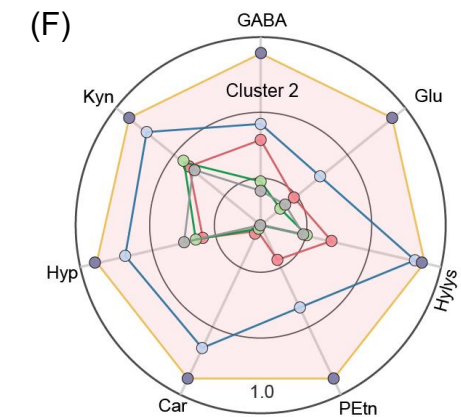 (F)
GABA
Cluster 2
Kyn
Glu
Hyp
Hylys
Car
1.0
PEtn